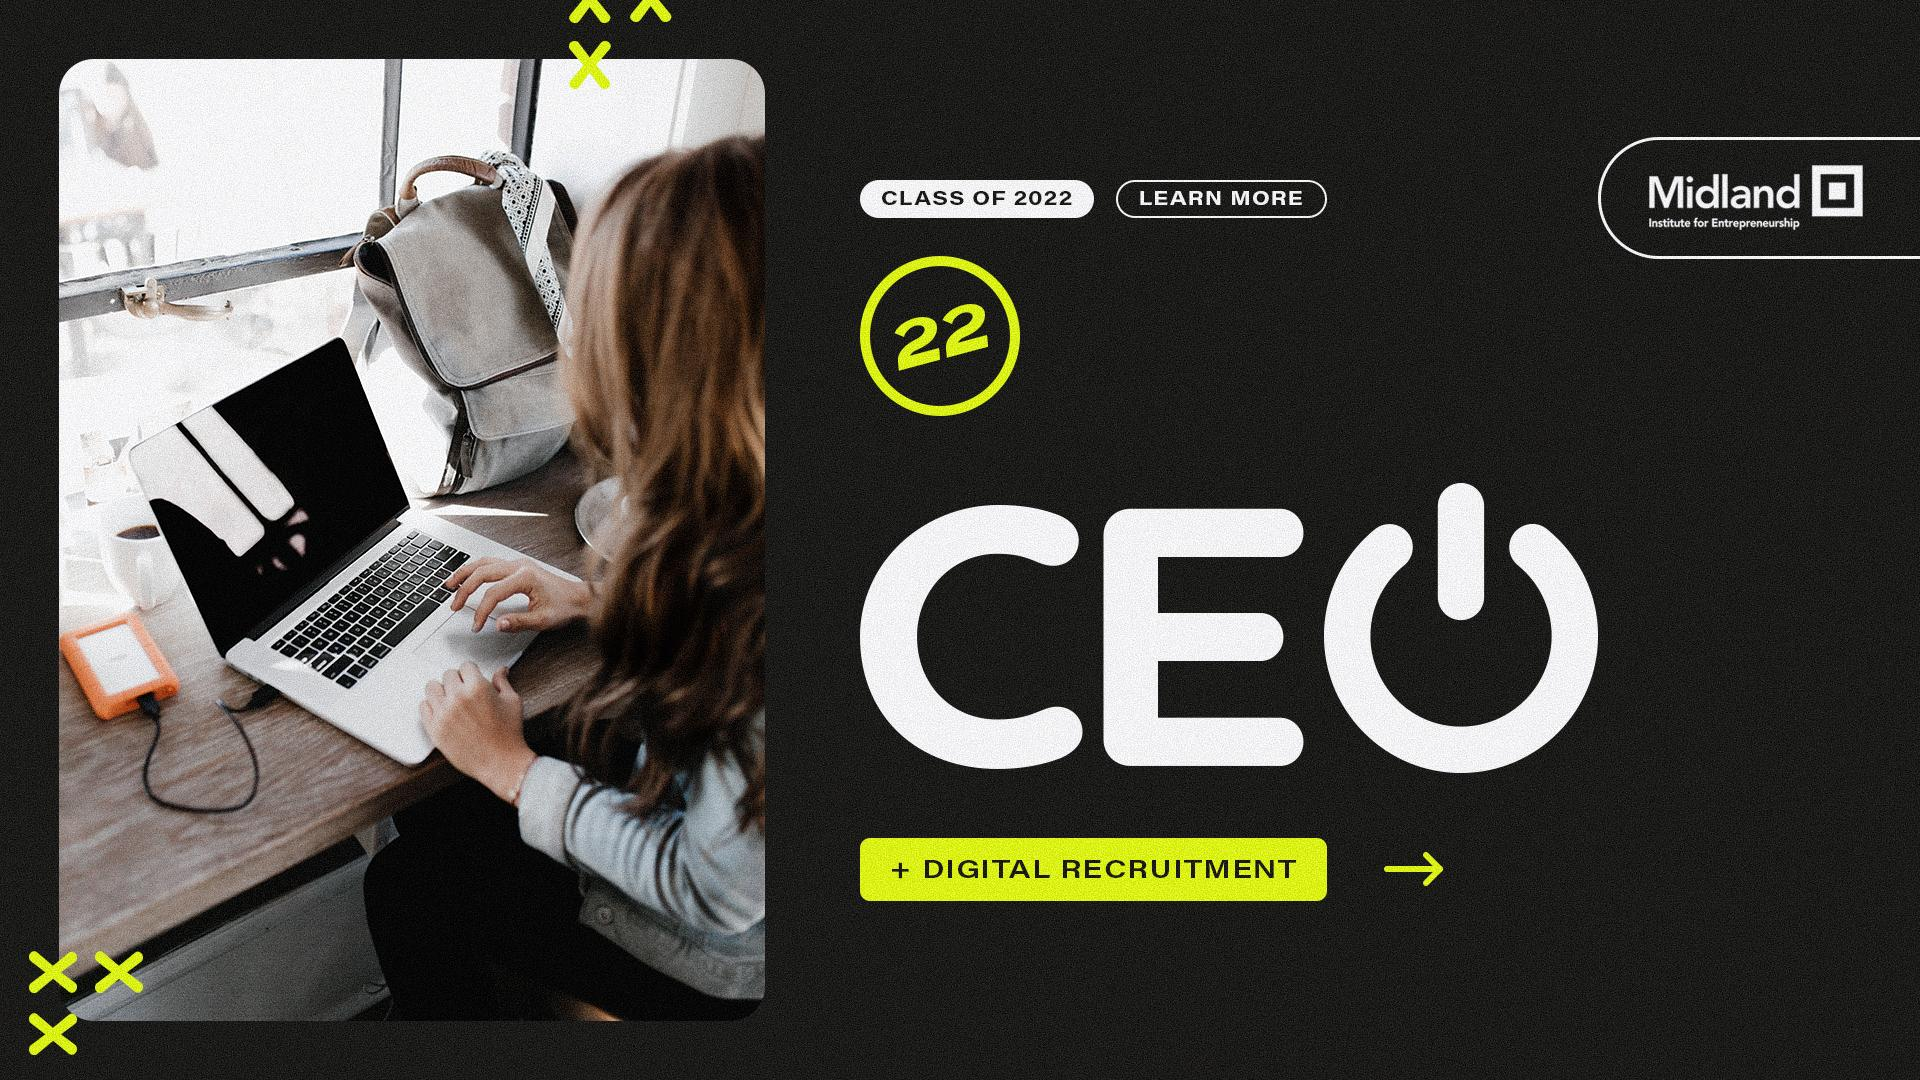 CLASS OF 2022
LEARN MORE
Midland
Institute for Entrepreneurship
22
CEO
+ DIGITAL RECRUITMENT